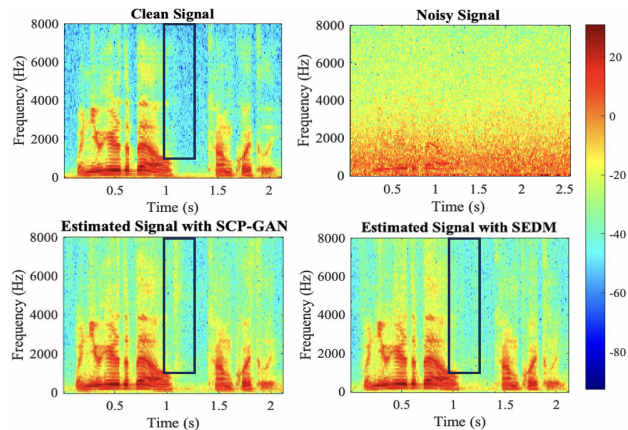 Clean Signal
8000
6000
4000
2000
0
Frequency (Hz)
0.5 1 1.5 2
Time (s)
Noisy Signal
8000
6000
4000
2000
0
Frequency (Hz)
0.5 1 1.5 2 2.5
Time (s)
Estimated Signal with SCP-GAN
8000
6000
4000
2000
0
Frequency (Hz)
0.5 1 1.5 2
Time (s)
Estimated Signal with SEDM
8000
6000
4000
2000
0
Frequency (Hz)
0.5 1 1.5 2
Time (s)
20
0
-20
-40
-60
-80